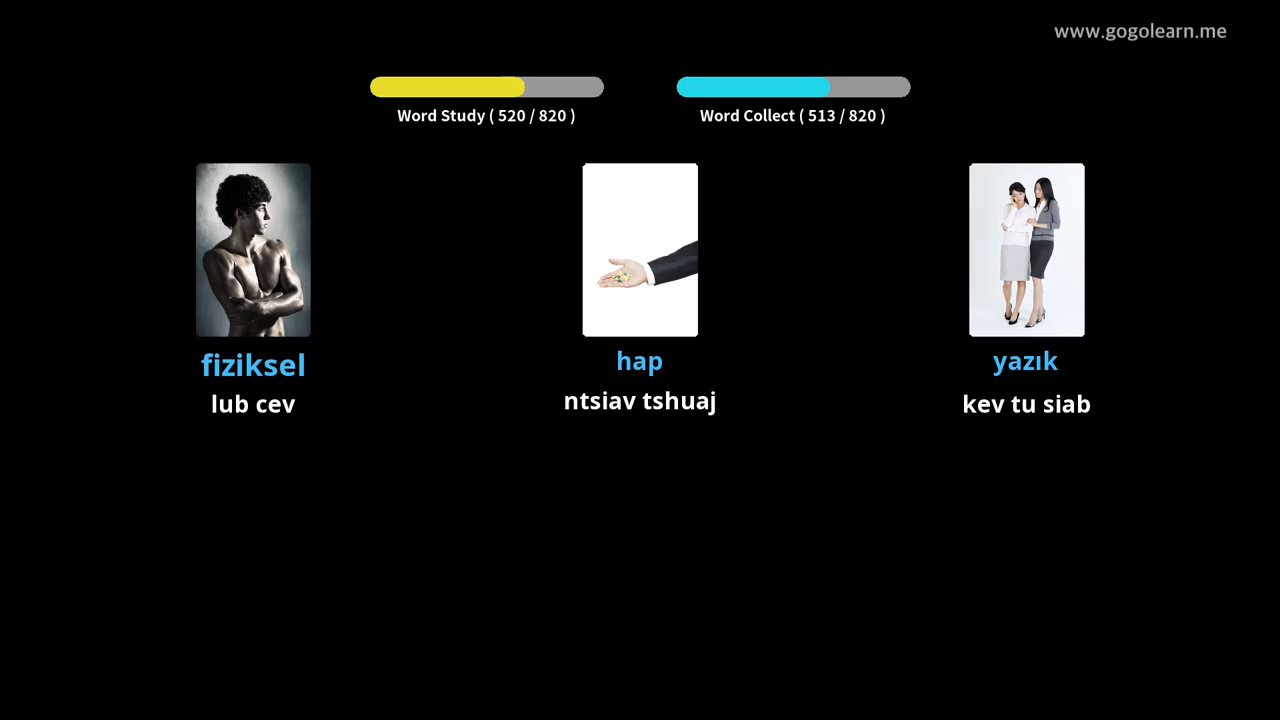 www.gogolearn.me
Word Study ( 520 / 820 )
Word Collect ( 513 / 820 )
fiziksel
lub cev
hap
ntsiav tshuaj
yazık
kev tu siab